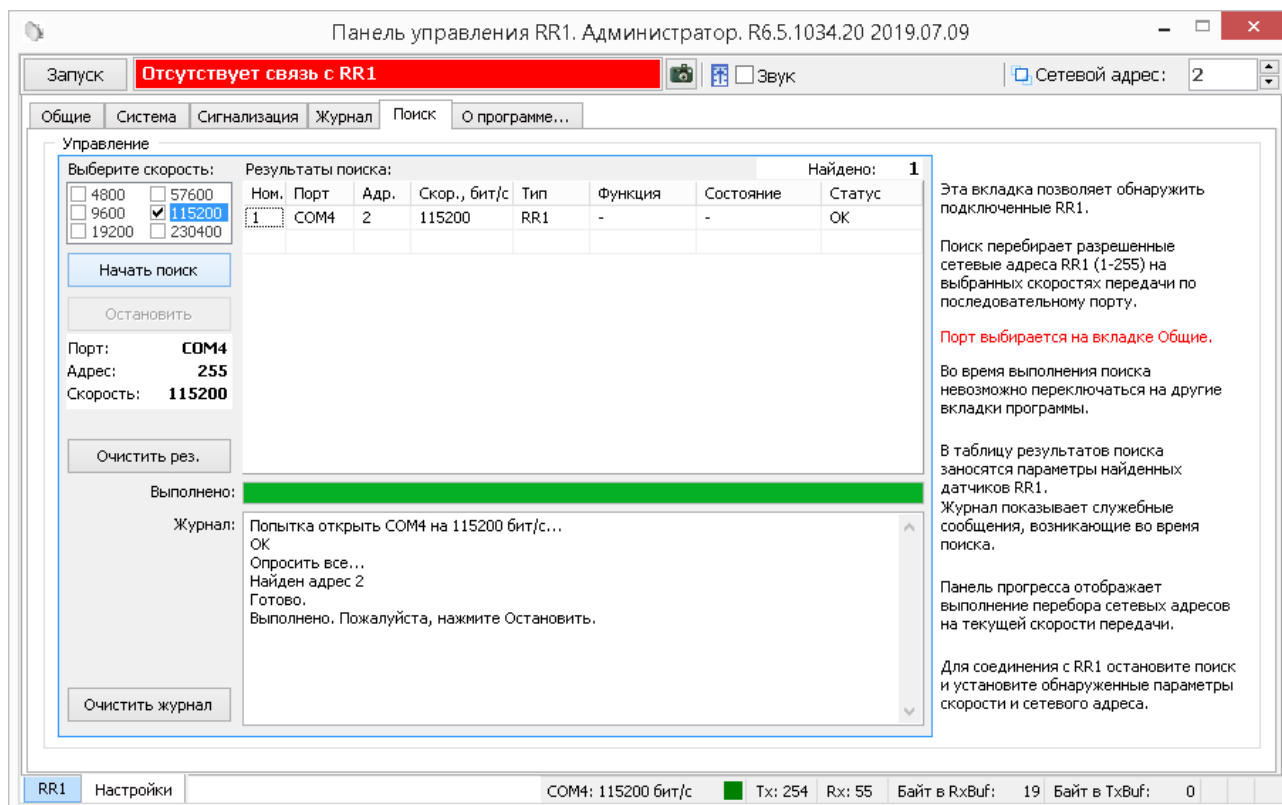 Панель управления RR1. Администратор. R6.5.1034.20 2019.07.09
Запуск Отсутствует связь с RR1 Звук Сетевой адрес: 2
Общие Система Сигнализация Журнал Поиск О программе...
Управление
Выберите скорость:
4800 57600
9600 115200
19200 230400
Начать поиск
Остановить
Порт: COM4
Адрес: 255
Скорость: 115200
Очистить рез.
Результаты поиска: Найдено: 1
Ном. Порт Адр. Скор., бит/с Тип Функция Состояние Статус
1 COM4 2 115200 RR1 - - OK
Выполнено:
Журнал:
Попытка открыть COM4 на 115200 бит/с...
OK
Опросить все...
Найден адрес 2
Готово.
Выполнено. Пожалуйста, нажмите Остановить.
Очистить журнал
Эта вкладка позволяет обнаружить
подключенные RR1.
Поиск перебирает разрешенные
сетевые адреса RR1 (1-255) на
выбранных скоростях передачи по
последовательному порту.
Порт выбирается на вкладке Общие.
Во время выполнения поиска
невозможно переключаться на другие
вкладки программы.
В таблицу результатов поиска
заносятся параметры найденных
датчиков RR1.
Журнал показывает служебные
сообщения, возникающие во время
поиска.
Панель прогресса отображает
выполнение перебора сетевых адресов
на текущей скорости передачи.
Для соединения с RR1 остановите поиск
и установите обнаруженные параметры
скорости и сетевого адреса.
RR1 Настройки COM4: 115200 бит/с Tx: 254 Rx: 55 Байт в RxBuf: 19 Байт в TxBuf: 0